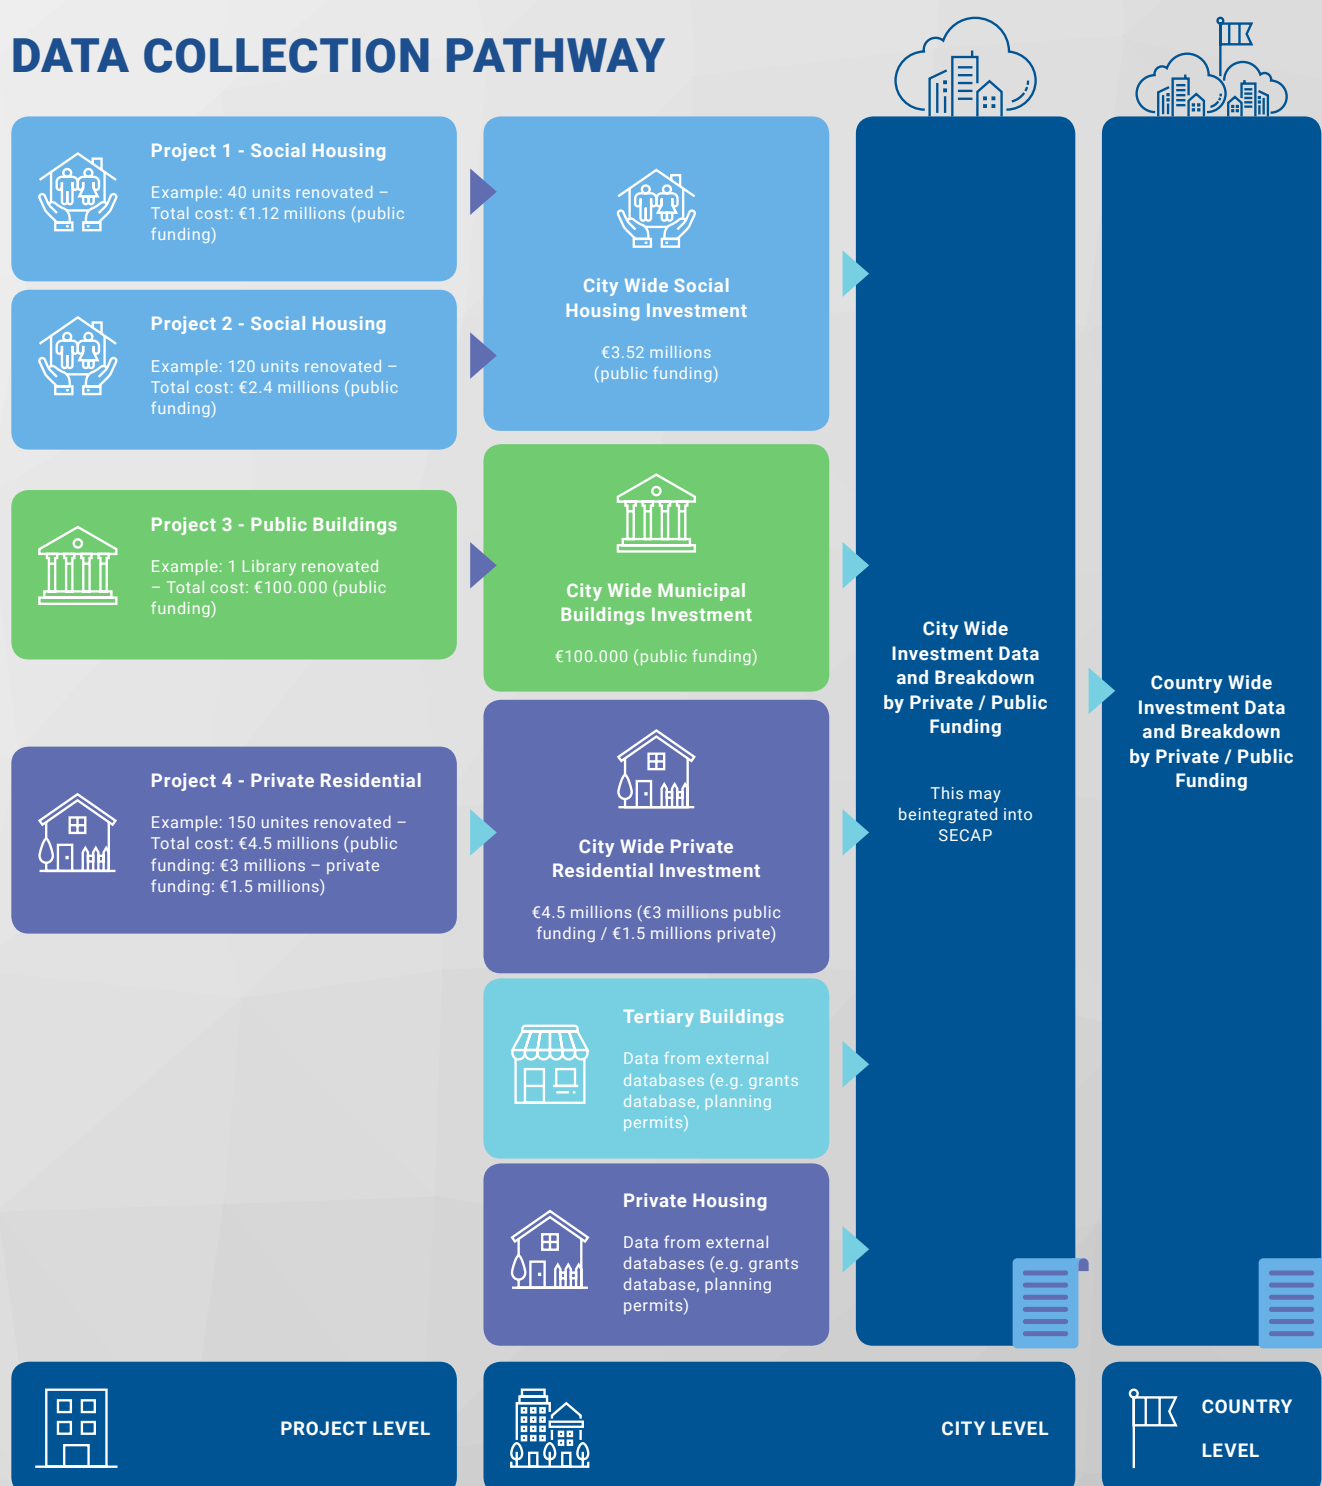 DATA COLLECTION PATHWAY
Project 1 - Social Housing
Example: 40 units renovated –
Total cost: €1.12 millions (public
funding)
Project 2 - Social Housing
Example: 120 units renovated –
Total cost: €2.4 millions (public
funding)
Project 3 - Public Buildings
Example: 1 Library renovated
– Total cost: €100.000 (public
funding)
Project 4 - Private Residential
Example: 150 unites renovated –
Total cost: €4.5 millions (public
funding: €3 millions – private
funding: €1.5 millions)
City Wide Social
Housing Investment
€3.52 millions
(public funding)
City Wide Municipal
Buildings Investment
€100.000 (public funding)
City Wide Private
Residential Investment
€4.5 millions (€3 millions public
funding / €1.5 millions private)
Tertiary Buildings
Data from external
databases (e.g. grants
database, planning
permits)
Private Housing
Data from external
databases (e.g. grants
database, planning
permits)
City Wide
Investment Data
and Breakdown
by Private / Public
Funding
This may
beintegrated into
SECAP
Country Wide
Investment Data
and Breakdown
by Private / Public
Funding
PROJECT LEVEL
CITY LEVEL
COUNTRY
LEVEL